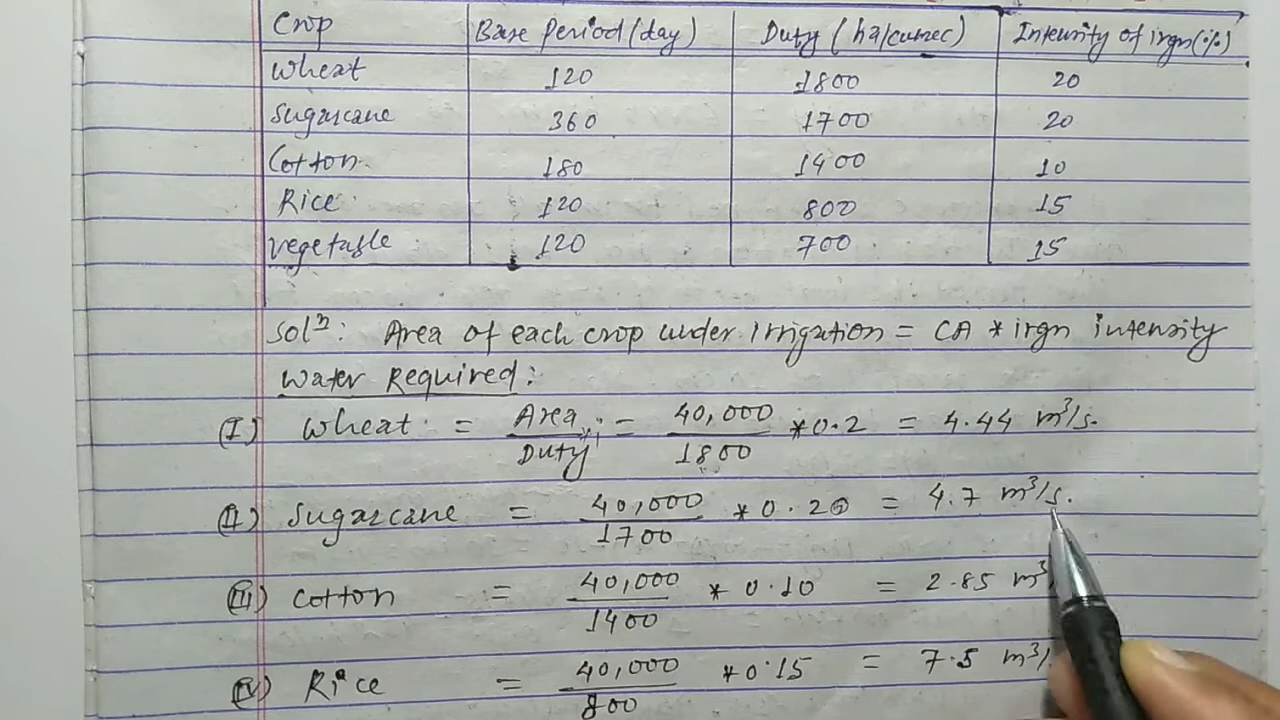 Crop Base Period (day) Duty (ha/cumec) Intensity of irgn(%)
Wheat 120 1800 20
Sugarcane 360 1700 20
Cotton 180 1400 10
Rice 120 800 15
vegetable 120 700 15
Solⁿ: Area of each crop under Irrigation = CA * irgn intensity
Water Required:
(I) Wheat = Area/Duty = 40,000/1800 * 0.2 = 4.44 m³/s.
(II) Sugarcane = 40,000/1700 * 0.20 = 4.7 m³/s.
(III) Cotton = 40,000/1400 * 0.10 = 2.85 m³/
(IV) Rice = 40,000/800 * 0.15 = 7.5 m³/